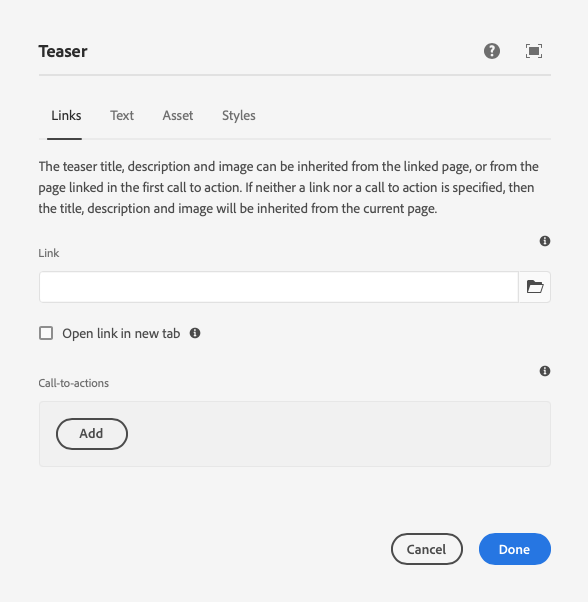 Teaser
Links Text Asset Styles
The teaser title, description and image can be inherited from the linked page, or from the
page linked in the first call to action. If neither a link nor a call to action is specified, then
the title, description and image will be inherited from the current page.
Link
Open link in new tab
Call-to-actions
Add
Cancel Done